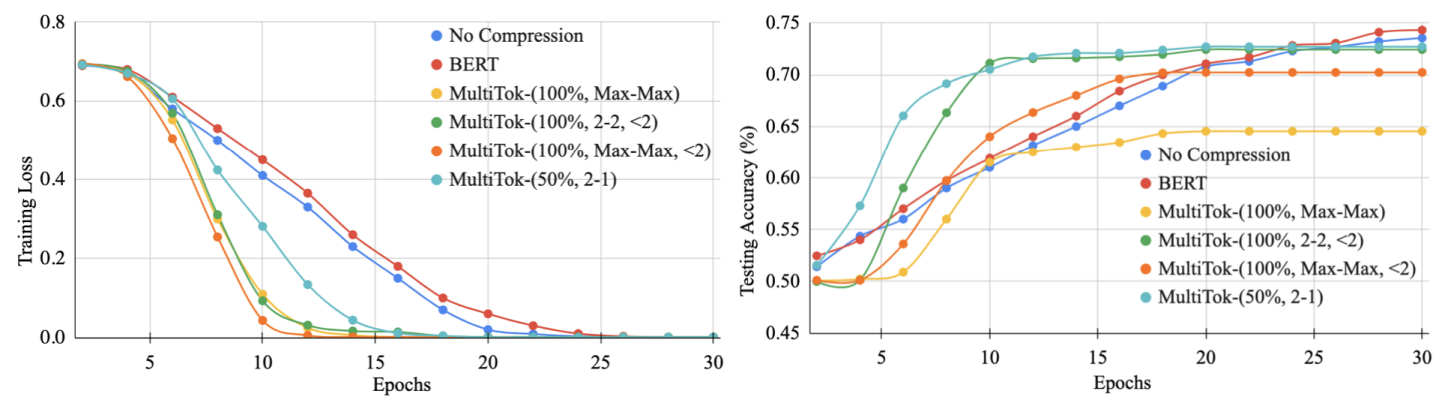 0.8
0.6
0.4
0.2
0.0
Training Loss
5
10
15
20
25
30
Epochs
No Compression
BERT
MultiTok-(100%, Max-Max)
MultiTok-(100%, 2-2, <2)
MultiTok-(100%, Max-Max, <2)
MultiTok-(50%, 2-1)
0.75
0.70
0.65
0.60
0.55
0.50
0.45
Testing Accuracy (%)
5
10
15
20
25
30
Epochs
No Compression
BERT
MultiTok-(100%, Max-Max)
MultiTok-(100%, 2-2, <2)
MultiTok-(100%, Max-Max, <2)
MultiTok-(50%, 2-1)